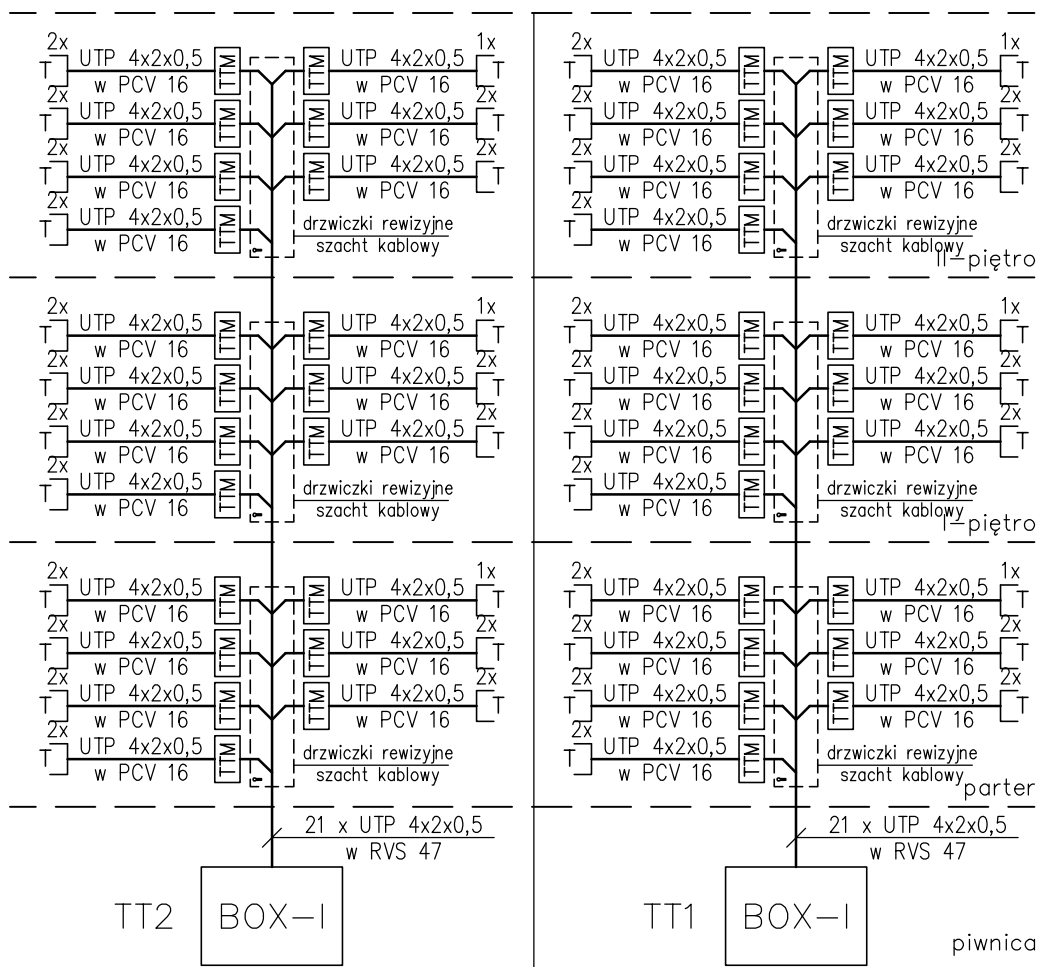 2x 1x 2x 1x
T UTP 4x2x0,5 TTM TTM UTP 4x2x0,5 T T UTP 4x2x0,5 TTM TTM UTP 4x2x0,5 T
w PCV 16 w PCV 16 w PCV 16 w PCV 16
2x 2x 2x 2x
T UTP 4x2x0,5 TTM TTM UTP 4x2x0,5 T T UTP 4x2x0,5 TTM TTM UTP 4x2x0,5 T
w PCV 16 w PCV 16 w PCV 16 w PCV 16
2x 2x 2x 2x
T UTP 4x2x0,5 TTM TTM UTP 4x2x0,5 T T UTP 4x2x0,5 TTM TTM UTP 4x2x0,5 T
w PCV 16 w PCV 16 w PCV 16 w PCV 16
2x 2x
T UTP 4x2x0,5 TTM drzwiczki rewizyjne T UTP 4x2x0,5 TTM drzwiczki rewizyjne
w PCV 16 szacht kablowy w PCV 16 szacht kablowy
II-piętro
2x 1x 2x 1x
T UTP 4x2x0,5 TTM TTM UTP 4x2x0,5 T T UTP 4x2x0,5 TTM TTM UTP 4x2x0,5 T
w PCV 16 w PCV 16 w PCV 16 w PCV 16
2x 2x 2x 2x
T UTP 4x2x0,5 TTM TTM UTP 4x2x0,5 T T UTP 4x2x0,5 TTM TTM UTP 4x2x0,5 T
w PCV 16 w PCV 16 w PCV 16 w PCV 16
2x 2x 2x 2x
T UTP 4x2x0,5 TTM TTM UTP 4x2x0,5 T T UTP 4x2x0,5 TTM TTM UTP 4x2x0,5 T
w PCV 16 w PCV 16 w PCV 16 w PCV 16
2x 2x
T UTP 4x2x0,5 TTM drzwiczki rewizyjne T UTP 4x2x0,5 TTM drzwiczki rewizyjne
w PCV 16 szacht kablowy w PCV 16 szacht kablowy
I-piętro
2x 1x 2x 1x
T UTP 4x2x0,5 TTM TTM UTP 4x2x0,5 T T UTP 4x2x0,5 TTM TTM UTP 4x2x0,5 T
w PCV 16 w PCV 16 w PCV 16 w PCV 16
2x 2x 2x 2x
T UTP 4x2x0,5 TTM TTM UTP 4x2x0,5 T T UTP 4x2x0,5 TTM TTM UTP 4x2x0,5 T
w PCV 16 w PCV 16 w PCV 16 w PCV 16
2x 2x 2x 2x
T UTP 4x2x0,5 TTM TTM UTP 4x2x0,5 T T UTP 4x2x0,5 TTM TTM UTP 4x2x0,5 T
w PCV 16 w PCV 16 w PCV 16 w PCV 16
2x 2x
T UTP 4x2x0,5 TTM drzwiczki rewizyjne T UTP 4x2x0,5 TTM drzwiczki rewizyjne
w PCV 16 szacht kablowy w PCV 16 szacht kablowy
parter
21 x UTP 4x2x0,5 21 x UTP 4x2x0,5
w RVS 47 w RVS 47
TT2 BOX-I TT1 BOX-I
piwnica